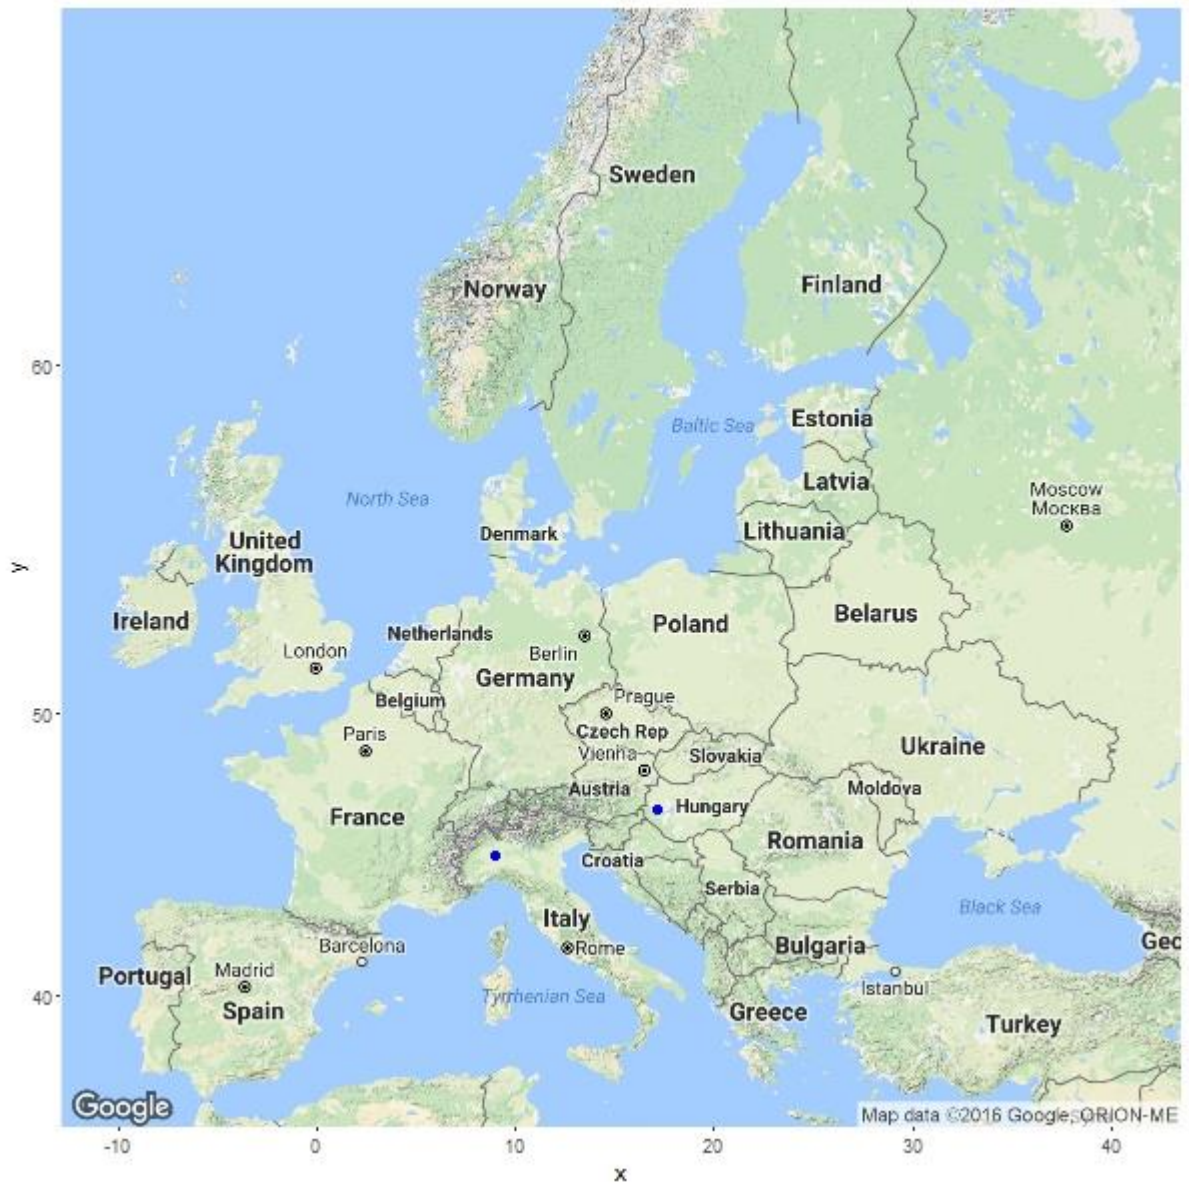 Sweden
Finland
Norway
60
Estonia
Baltic Sea
Latvia
Moscow
Москва
North Sea
Lithuania
Denmark
United
Kingdom
y
Ireland
Belarus
Poland
Netherlands
London
Berlin
Germany
Prague
Belgium
50
Paris
Czech Rep
Ukraine
Vienna
Slovakia
Austria
Moldova
Hungary
France
Romania
Croatia
Serbia
Black Sea
Italy
Geo
Barcelona
Rome
Bulgaria
Portugal
Madrid
Istanbul
40
Tyrrhenian Sea
Spain
Greece
Turkey
Google
Map data ©2016 Google, ORION-ME
-10
0
10
20
30
40
x